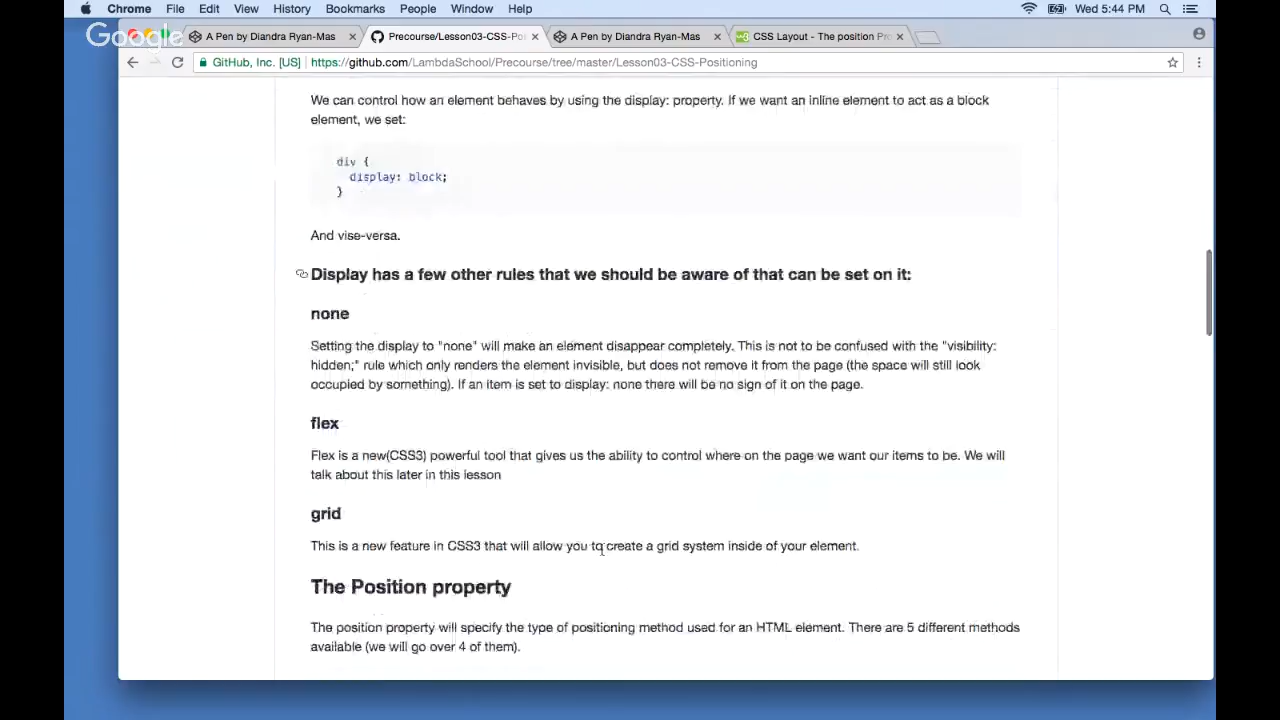 Chrome File Edit View History Bookmarks People Window Help Wed 5:44 PM
Google
A Pen by Diandra Ryan-Mas Precourse/Lesson03-CSS-Po A Pen by Diandra Ryan-Mas CSS Layout - The position Pr
GitHub, Inc. [US] https://github.com/LambdaSchool/Precourse/tree/master/Lesson03-CSS-Positioning
We can control how an element behaves by using the display: property. If we want an inline element to act as a block
element, we set:
div {
display: block;
}
And vise-versa.
Display has a few other rules that we should be aware of that can be set on it:
none
Setting the display to "none" will make an element disappear completely. This is not to be confused with the "visibility:
hidden;" rule which only renders the element invisible, but does not remove it from the page (the space will still look
occupied by something). If an item is set to display: none there will be no sign of it on the page.
flex
Flex is a new(CSS3) powerful tool that gives us the ability to control where on the page we want our items to be. We will
talk about this later in this lesson
grid
This is a new feature in CSS3 that will allow you to create a grid system inside of your element.
The Position property
The position property will specify the type of positioning method used for an HTML element. There are 5 different methods
available (we will go over 4 of them).